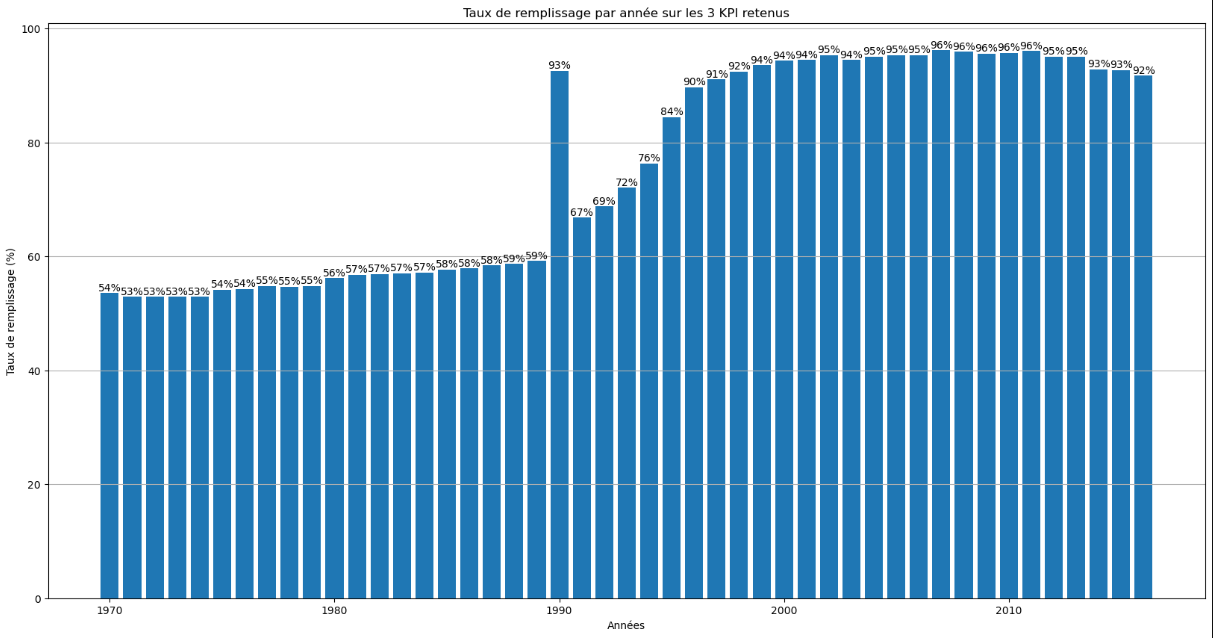 Taux de remplissage par année sur les 3 KPI retenus
Taux de remplissage (%)
100
80
60
40
20
0
54% 53% 53% 53% 53% 54% 54% 55% 55% 55% 56% 57% 57% 57% 57% 58% 58% 58% 59% 59% 93% 67% 69% 72% 76% 84% 90% 91% 92% 94% 94% 94% 95% 94% 95% 95% 95% 96% 96% 96% 96% 96% 95% 95% 93% 93% 92%
1970 1980 1990 2000 2010
Années